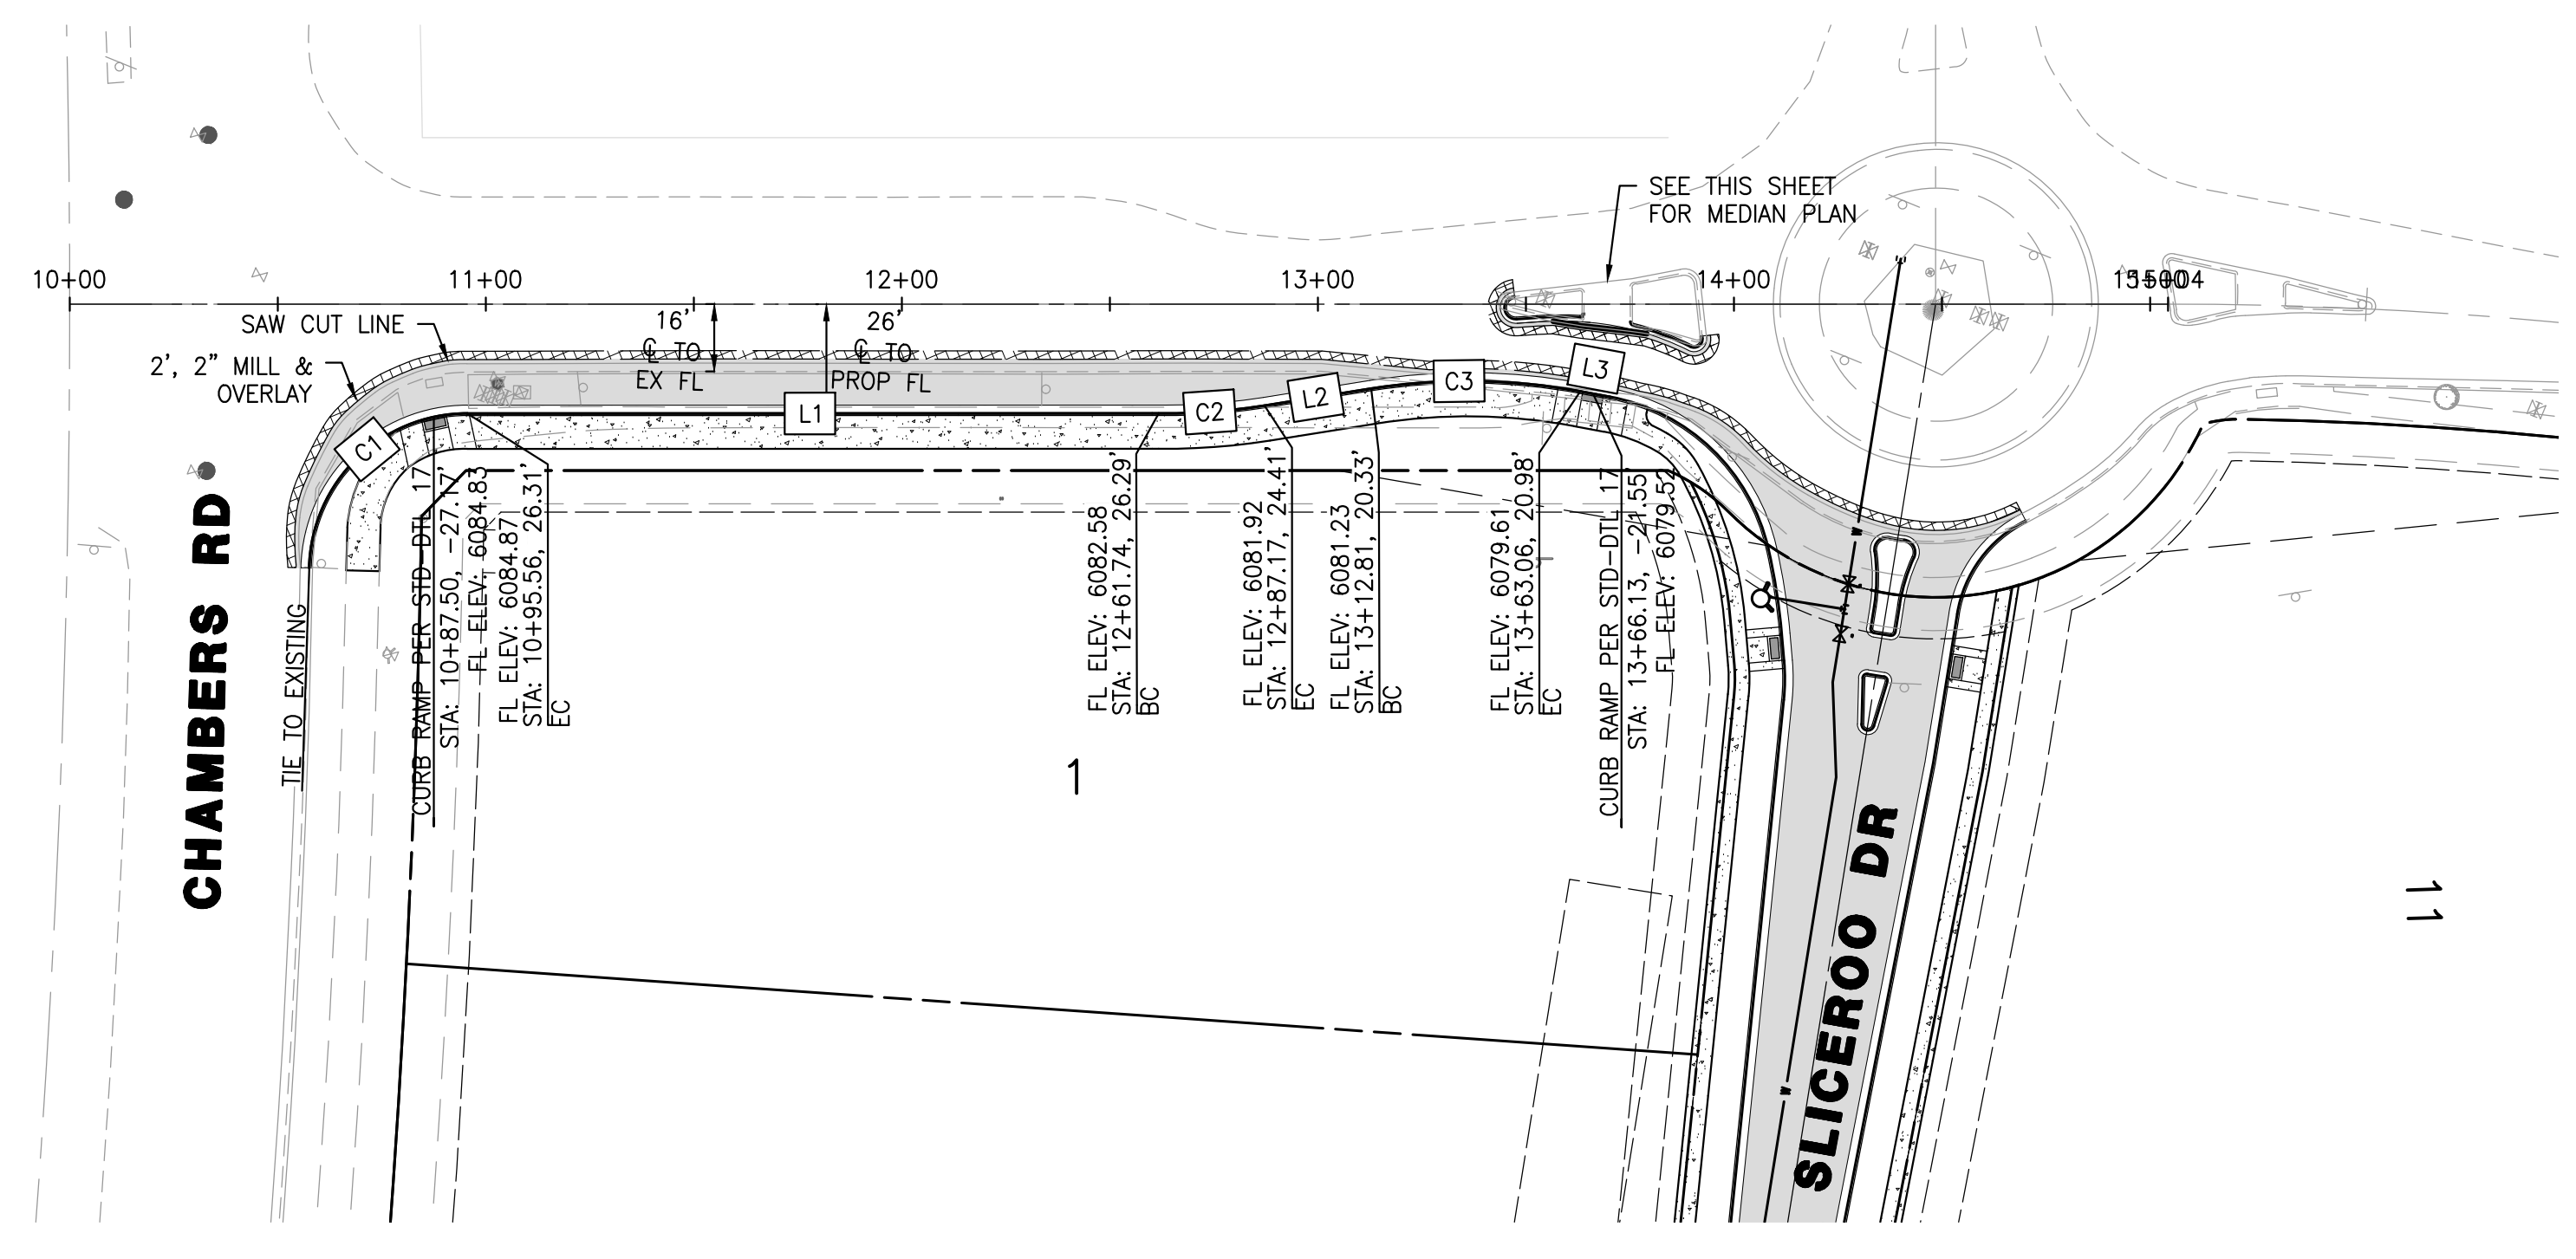 SEE THIS SHEET
FOR MEDIAN PLAN
10+00
11+00
12+00
13+00
14+00
15+00
SAW CUT LINE
2', 2" MILL &
OVERLAY
16'
℄ TO
EX FL
26'
℄ TO
PROP FL
C1
L1
C2
L2
C3
L3
CHAMBERS RD
TIE TO EXISTING
CURB RAMP PER STD-DTL 17
STA: 10+87.50, -27.17'
FL ELEV: 6084.83
FL ELEV: 6084.87
STA: 10+95.56, 26.31'
EC
FL ELEV: 6082.58
STA: 12+61.74, 26.29'
BC
FL ELEV: 6081.92
STA: 12+87.17, 24.41'
EC
FL ELEV: 6081.23
STA: 13+12.81, 20.33'
BC
FL ELEV: 6079.61
STA: 13+63.06, 20.98'
EC
CURB RAMP PER STD-DTL 17
STA: 13+66.13, -21.55'
FL ELEV: 6079.52
W
W
W
1
SLICEROO DR
11